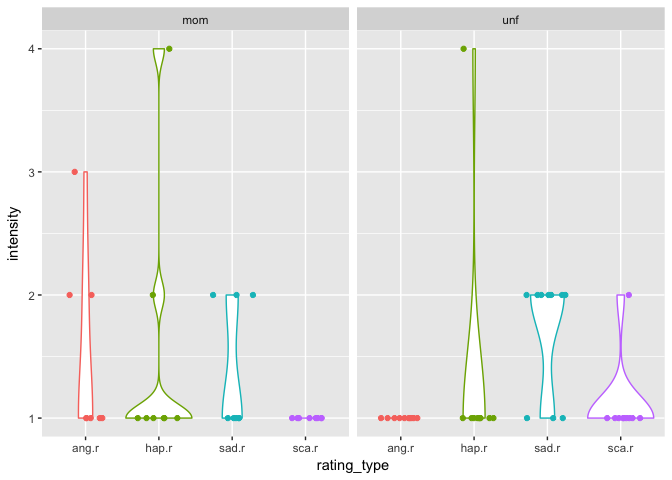 mom unf
intensity
4
3
2
1
ang.r hap.r sad.r sca.r ang.r hap.r sad.r sca.r
rating_type